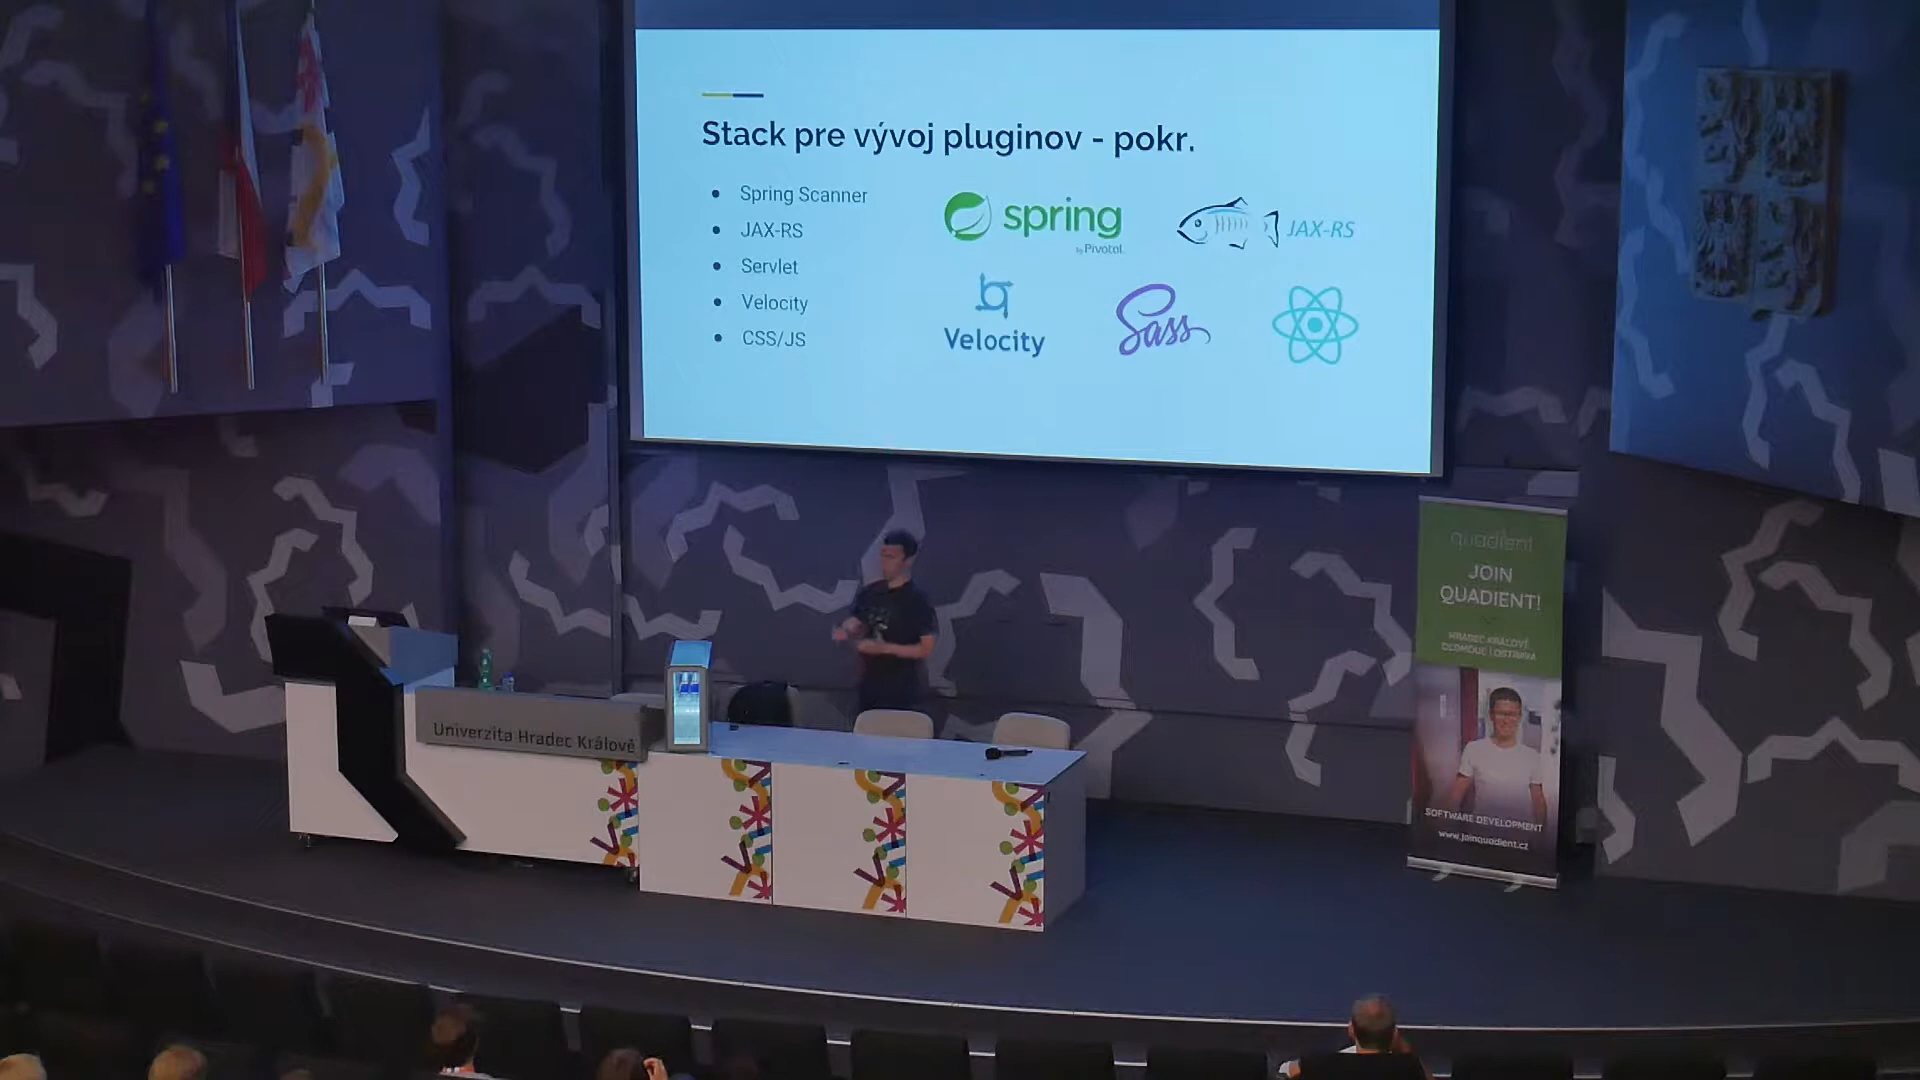 Stack pre vývoj pluginov - pokr.
Spring Scanner
JAX-RS
Servlet
Velocity
CSS/JS
spring
by Pivotal.
JAX-RS
Velocity
Sass
quadient
JOIN
QUADIENT!
HRADEC KRÁLOVÉ
OLOMOUC | OSTRAVA
SOFTWARE DEVELOPMENT
www.joinquadient.cz
Univerzita Hradec Králové